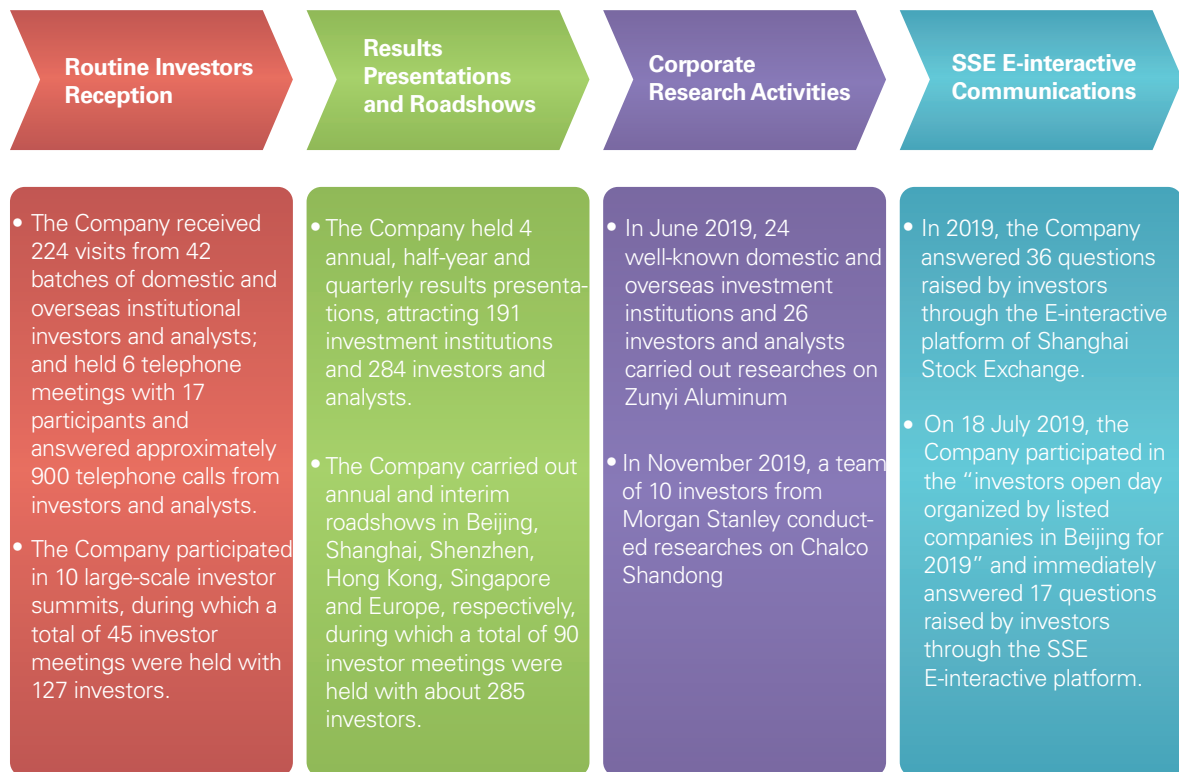 Routine Investors
Reception
Results
Presentations
and Roadshows
Corporate
Research Activities
SSE E-interactive
Communications
• The Company received
224 visits from 42
batches of domestic and
overseas institutional
investors and analysts;
and held 6 telephone
meetings with 17
participants and
answered approximately
900 telephone calls from
investors and analysts.
• The Company participated
in 10 large-scale investor
summits, during which a
total of 45 investor
meetings were held with
127 investors.
• The Company held 4
annual, half-year and
quarterly results presenta-
tions, attracting 191
investment institutions
and 284 investors and
analysts.
• The Company carried out
annual and interim
roadshows in Beijing,
Shanghai, Shenzhen,
Hong Kong, Singapore
and Europe, respectively,
during which a total of 90
investor meetings were
held with about 285
investors.
• In June 2019, 24
well-known domestic and
overseas investment
institutions and 26
investors and analysts
carried out researches on
Zunyi Aluminum
• In November 2019, a team
of 10 investors from
Morgan Stanley conduct-
ed researches on Chalco
Shandong
• In 2019, the Company
answered 36 questions
raised by investors
through the E-interactive
platform of Shanghai
Stock Exchange.
• On 18 July 2019, the
Company participated in
the “investors open day
organized by listed
companies in Beijing for
2019” and immediately
answered 17 questions
raised by investors
through the SSE
E-interactive platform.